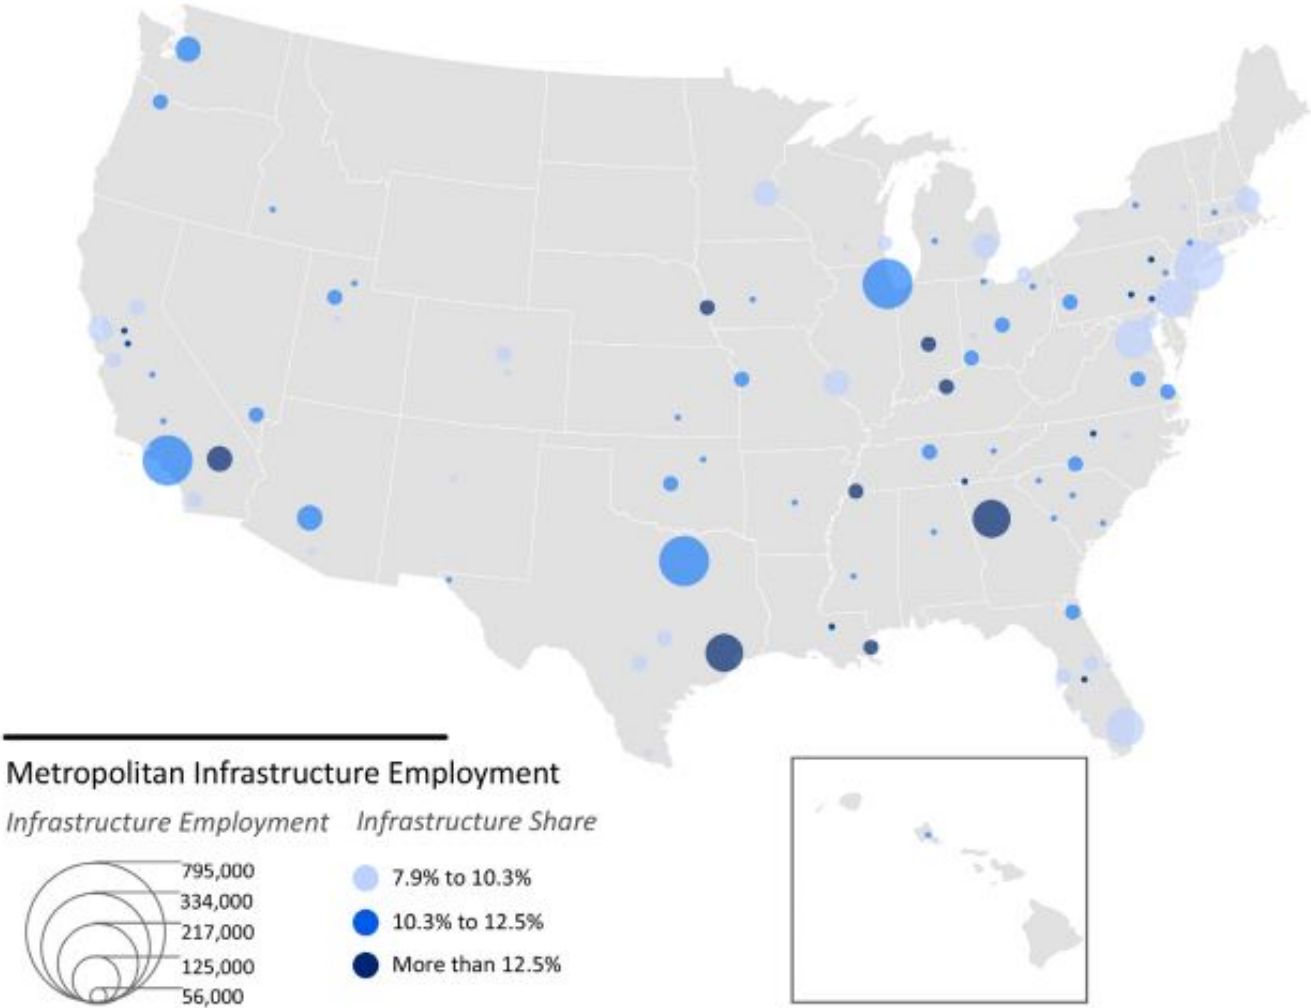 Metropolitan Infrastructure Employment
Infrastructure Employment
795,000
334,000
217,000
125,000
56,000
Infrastructure Share
7.9% to 10.3%
10.3% to 12.5%
More than 12.5%